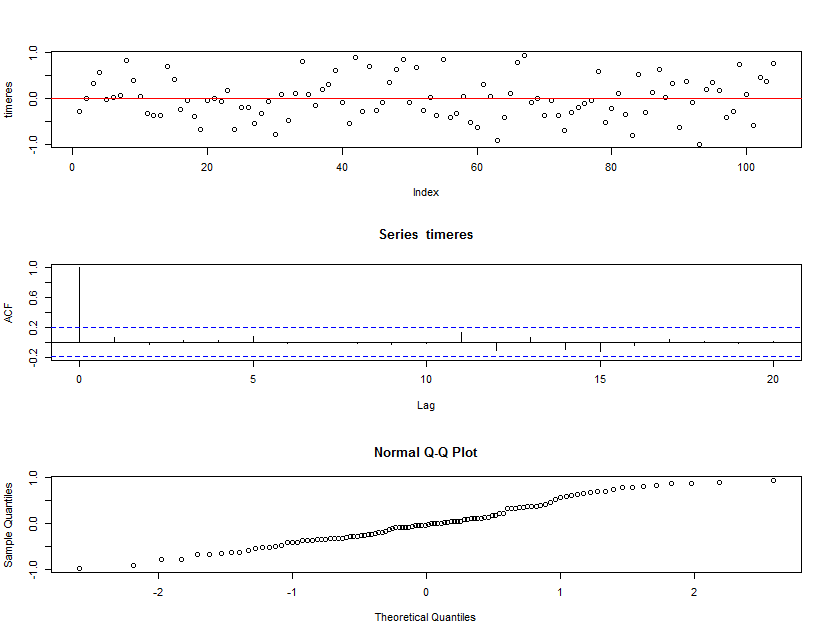 timeres
1.0
0.0
-1.0
0 20 40 60 80 100
Index
Series timeres
ACF
1.0
0.6
0.2
-0.2
0 5 10 15 20
Lag
Normal Q-Q Plot
Sample Quantiles
1.0
0.0
-1.0
-2 -1 0 1 2
Theoretical Quantiles